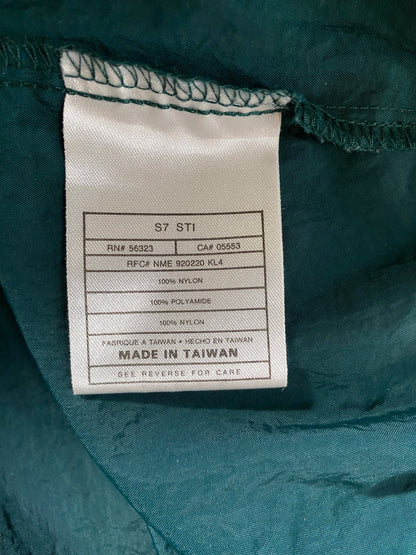 S7 STI
RN# 56323 CA# 05553
RFC# NME 920220 KL4
100% NYLON
100% POLYAMIDE
100% NYLON
FABRIQUE A TAIWAN • HECHO EN TAIWAN
MADE IN TAIWAN
SEE REVERSE FOR CARE